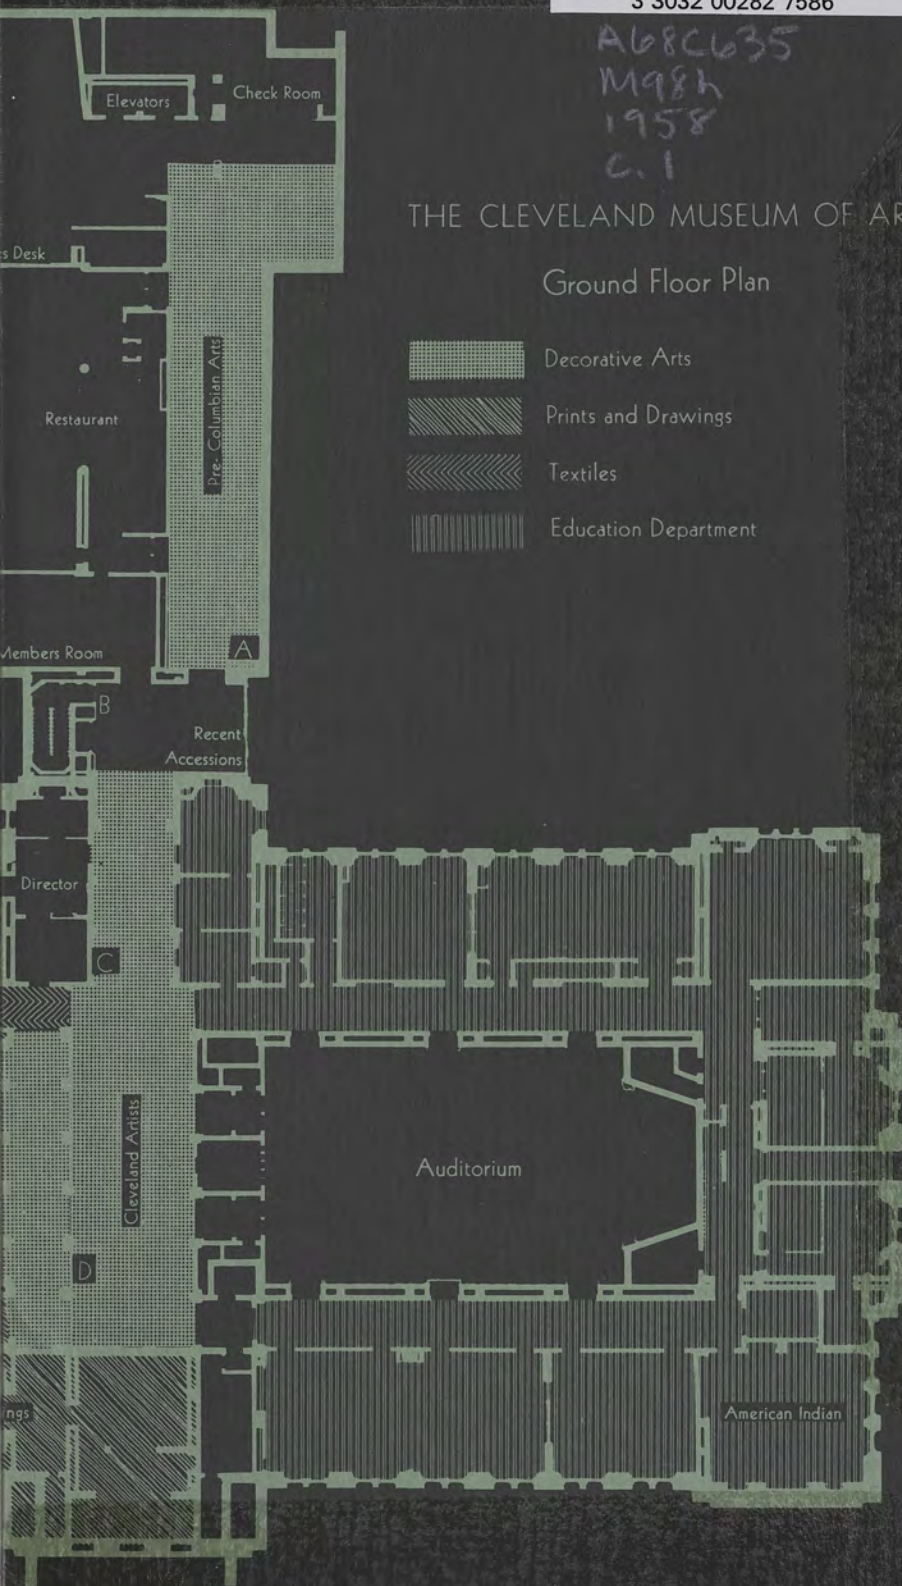 3 3032 00282 7586
A68C635
M98h
1958
c. 1
THE CLEVELAND MUSEUM OF AR
Ground Floor Plan
Decorative Arts
Prints and Drawings
Textiles
Education Department
Elevators
Check Room
s Desk
Pre-Columbian Arts
Restaurant
A
Members Room
B
Recent
Accessions
Director
C
Cleveland Artists
Auditorium
D
ings
American Indian